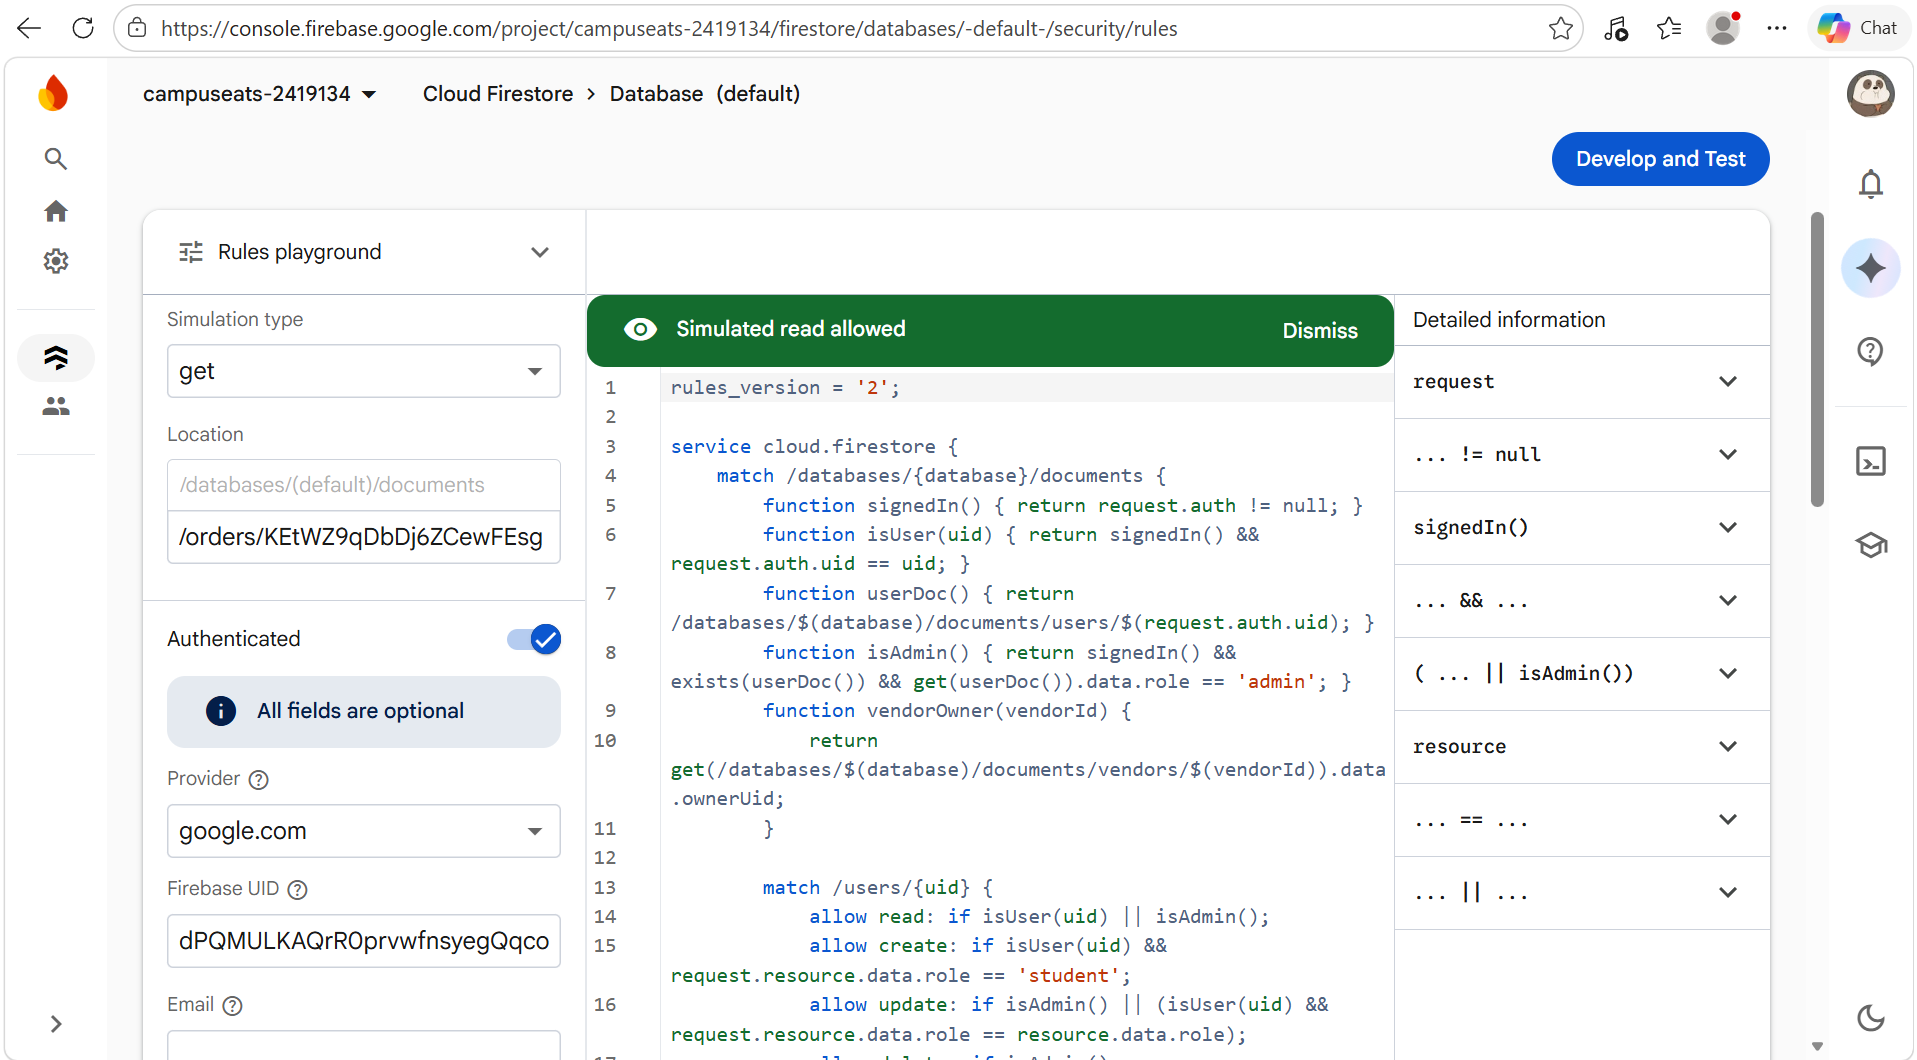 https://console.firebase.google.com/project/campuseats-2419134/firestore/databases/-default-/security/rules
Chat
campuseats-2419134
Cloud Firestore > Database (default)
Develop and Test
Rules playground
Simulation type
get
Location
/databases/(default)/documents
/orders/KEtWZ9qDbDj6ZCewFEsg
Authenticated
All fields are optional
Provider
google.com
Firebase UID
dPQMULKAQrR0prvwfnsyegQqco
Email
Simulated read allowed
Dismiss
1 rules_version = '2';
2
3 service cloud.firestore {
4 match /databases/{database}/documents {
5 function signedIn() { return request.auth != null; }
6 function isUser(uid) { return signedIn() &&
request.auth.uid == uid; }
7 function userDoc() { return
/databases/$(database)/documents/users/$(request.auth.uid); }
8 function isAdmin() { return signedIn() &&
exists(userDoc()) && get(userDoc()).data.role == 'admin'; }
9 function vendorOwner(vendorId) {
10 return
get(/databases/$(database)/documents/vendors/$(vendorId)).data
.ownerUid;
11 }
12
13 match /users/{uid} {
14 allow read: if isUser(uid) || isAdmin();
15 allow create: if isUser(uid) &&
request.resource.data.role == 'student';
16 allow update: if isAdmin() || (isUser(uid) &&
request.resource.data.role == resource.data.role);
Detailed information
request
... != null
signedIn()
... && ...
( ... || isAdmin())
resource
... == ...
... || ...